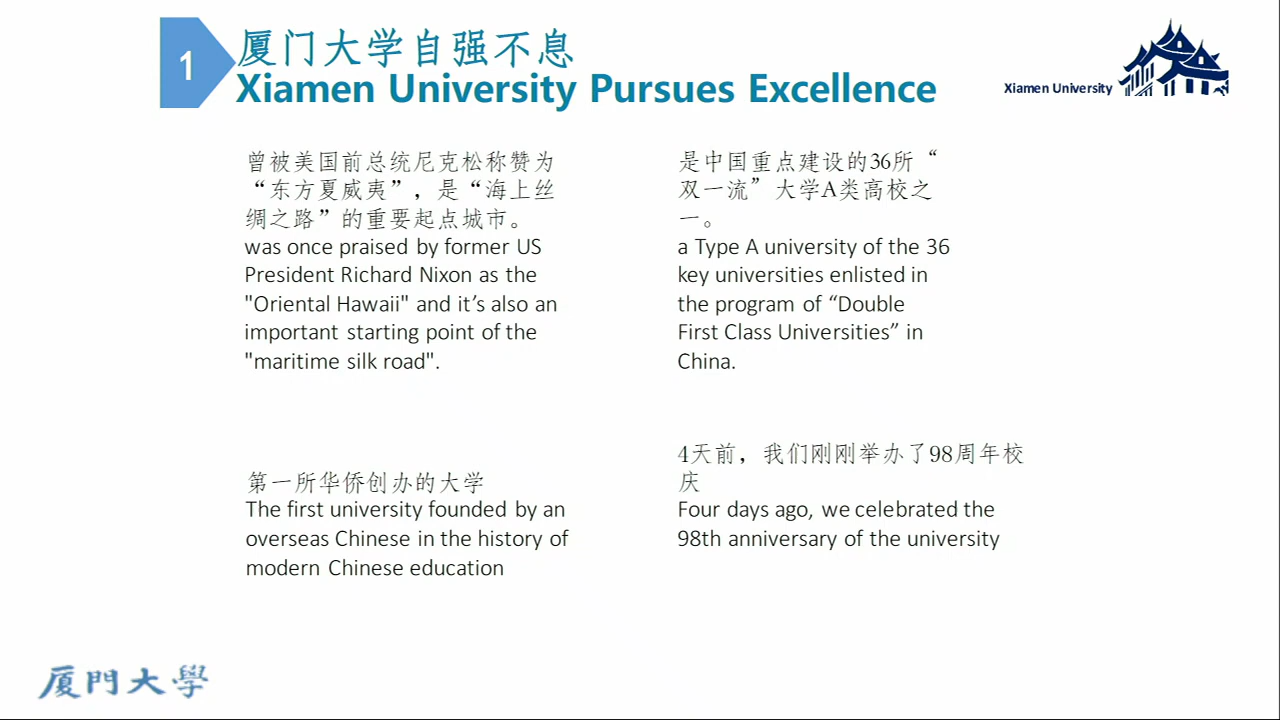 1
厦门大学自强不息
Xiamen University Pursues Excellence
Xiamen University
曾被美国前总统尼克松称赞为
“东方夏威夷”，是“海上丝
绸之路”的重要起点城市。
was once praised by former US
President Richard Nixon as the
"Oriental Hawaii" and it’s also an
important starting point of the
"maritime silk road".
是中国重点建设的36所“
双一流”大学A类高校之
一。
a Type A university of the 36
key universities enlisted in
the program of “Double
First Class Universities” in
China.
第一所华侨创办的大学
The first university founded by an
overseas Chinese in the history of
modern Chinese education
4天前，我们刚刚举办了98周年校
庆
Four days ago, we celebrated the
98th anniversary of the university
厦門大學